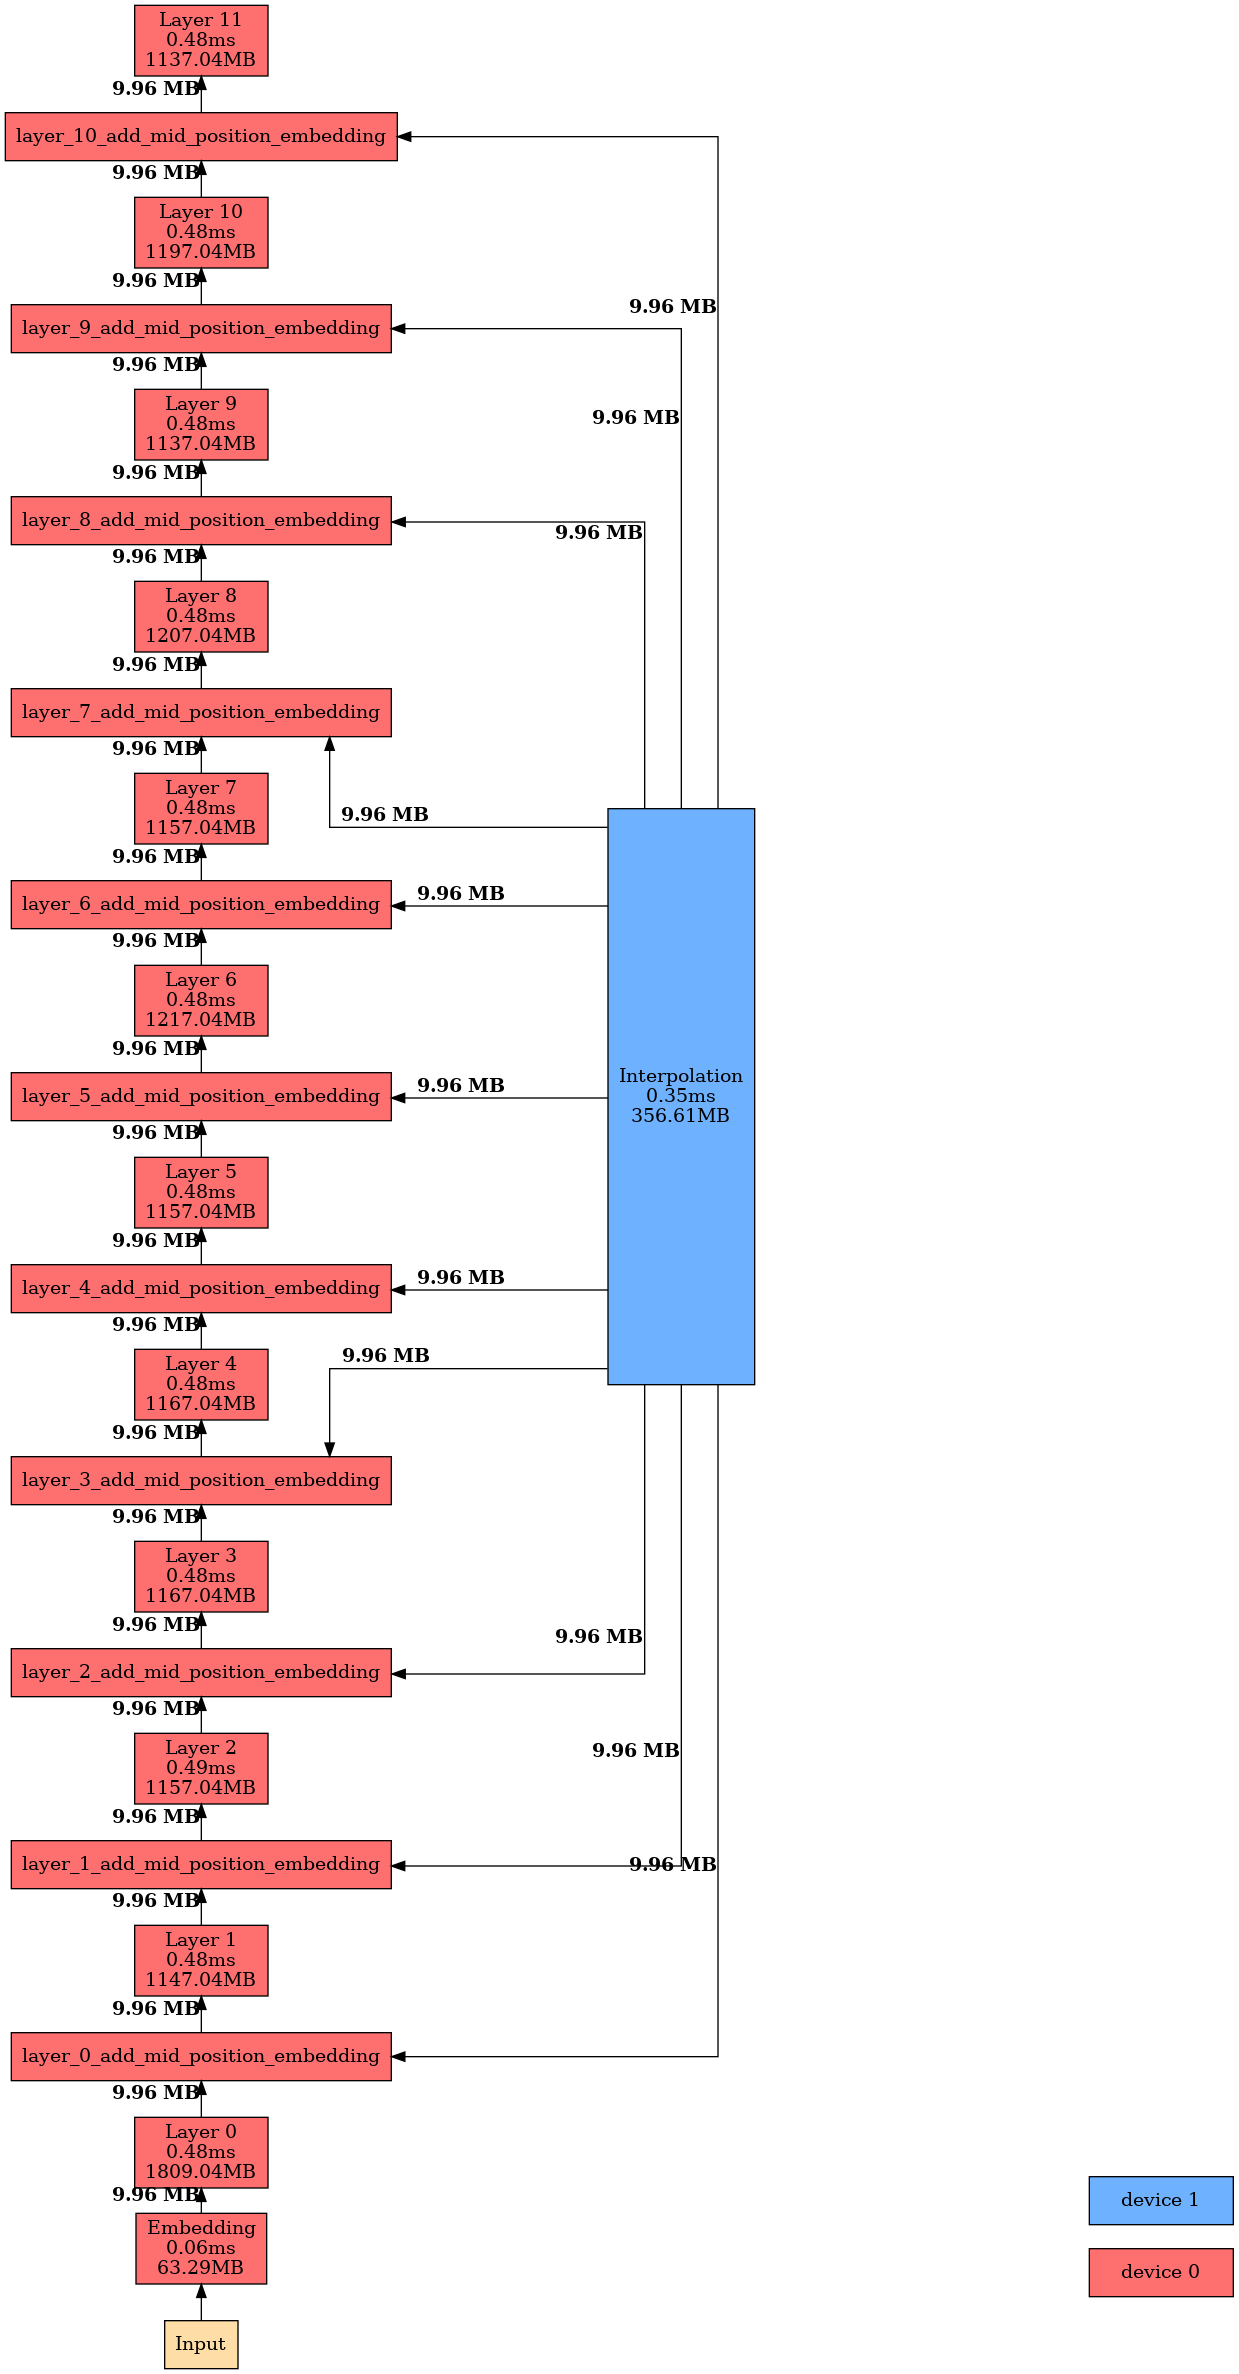 Layer 11
0.48ms
1137.04MB
9.96 MB
layer_10_add_mid_position_embedding
9.96 MB
Layer 10
0.48ms
1197.04MB
9.96 MB
9.96 MB
layer_9_add_mid_position_embedding
9.96 MB
Layer 9
0.48ms
1137.04MB
9.96 MB
9.96 MB
layer_8_add_mid_position_embedding
9.96 MB
9.96 MB
Layer 8
0.48ms
1207.04MB
9.96 MB
layer_7_add_mid_position_embedding
9.96 MB
Layer 7
0.48ms
1157.04MB
9.96 MB
9.96 MB
layer_6_add_mid_position_embedding
9.96 MB
9.96 MB
Layer 6
0.48ms
1217.04MB
9.96 MB
layer_5_add_mid_position_embedding
9.96 MB
Interpolation
0.35ms
356.61MB
9.96 MB
Layer 5
0.48ms
1157.04MB
9.96 MB
layer_4_add_mid_position_embedding
9.96 MB
9.96 MB
Layer 4
0.48ms
1167.04MB
9.96 MB
9.96 MB
layer_3_add_mid_position_embedding
9.96 MB
Layer 3
0.48ms
1167.04MB
9.96 MB
9.96 MB
layer_2_add_mid_position_embedding
9.96 MB
Layer 2
0.49ms
1157.04MB
9.96 MB
9.96 MB
layer_1_add_mid_position_embedding
9.96 MB
9.96 MB
Layer 1
0.48ms
1147.04MB
9.96 MB
layer_0_add_mid_position_embedding
9.96 MB
Layer 0
0.48ms
1809.04MB
9.96 MB
Embedding
0.06ms
63.29MB
Input
device 1
device 0